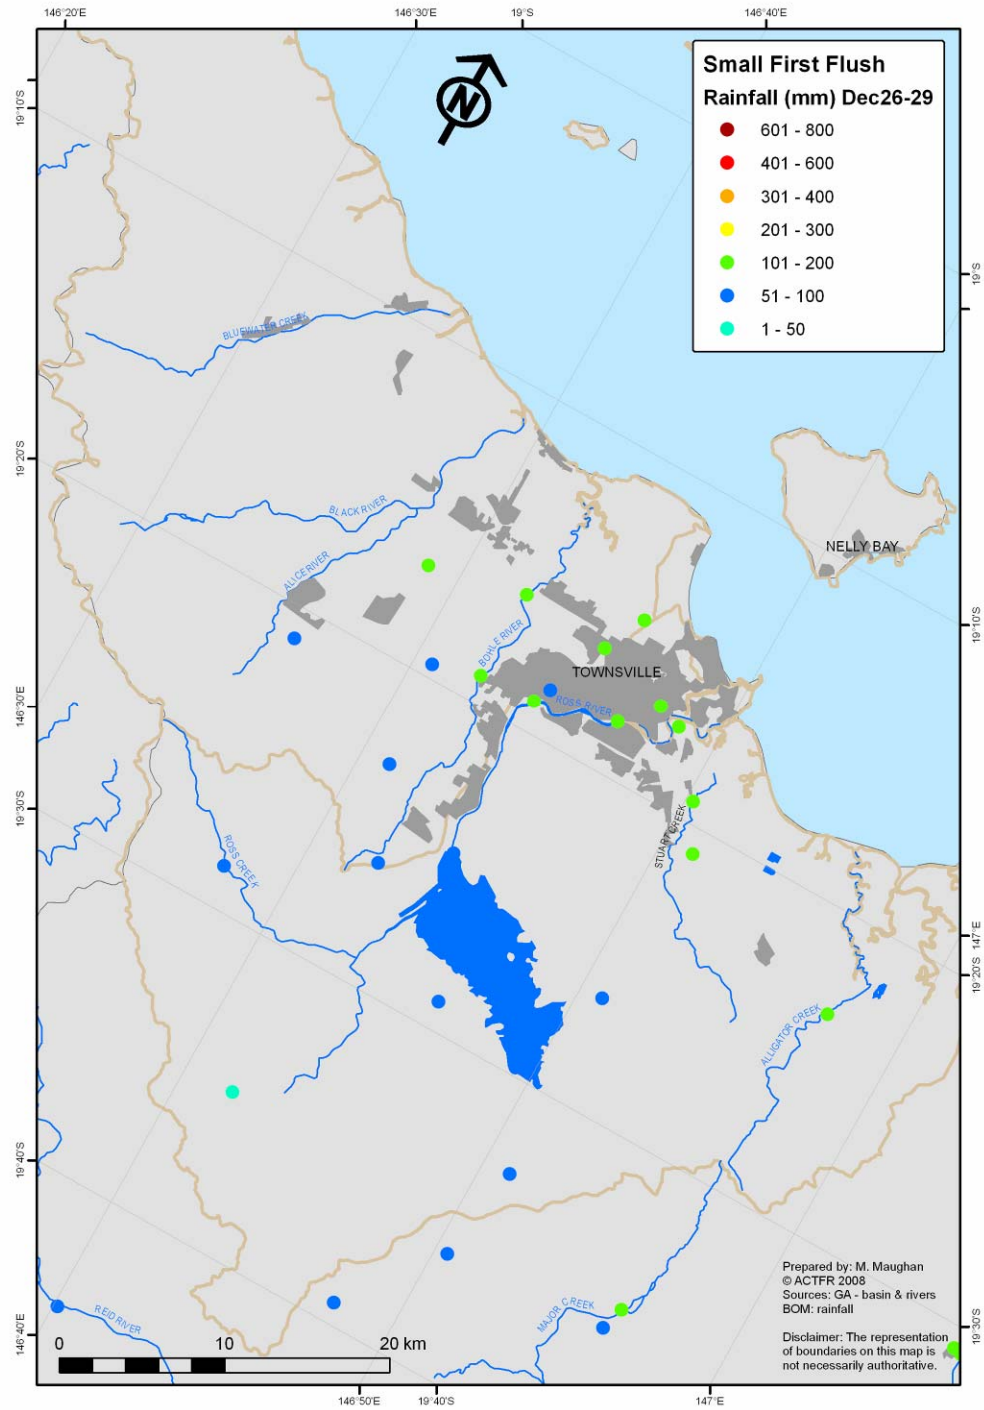 146°20'E
146°30'E
19°S
146°40'E
Small First Flush
Rainfall (mm) Dec26-29
601 - 800
401 - 600
301 - 400
201 - 300
101 - 200
51 - 100
1 - 50
N
19°10'S
19°S
BLUEWATER CREEK
19°20'S
BLACK RIVER
NELLY BAY
ALICE RIVER
19°10'S
BOHLE RIVER
TOWNSVILLE
146°30'E
ROSS RIVER
19°30'S
STUART CREEK
ROSS CREEK
147°E
19°20'S
ALLIGATOR CREEK
19°40'S
Prepared by: M. Maughan
© ACTFR 2008
Sources: GA - basin & rivers
BOM: rainfall
MAJOR CREEK
REID RIVER
19°30'S
146°40'E
Disclaimer: The representation
of boundaries on this map is
not necessarily authoritative.
0 10 20 km
146°50'E
19°40'S
147°E